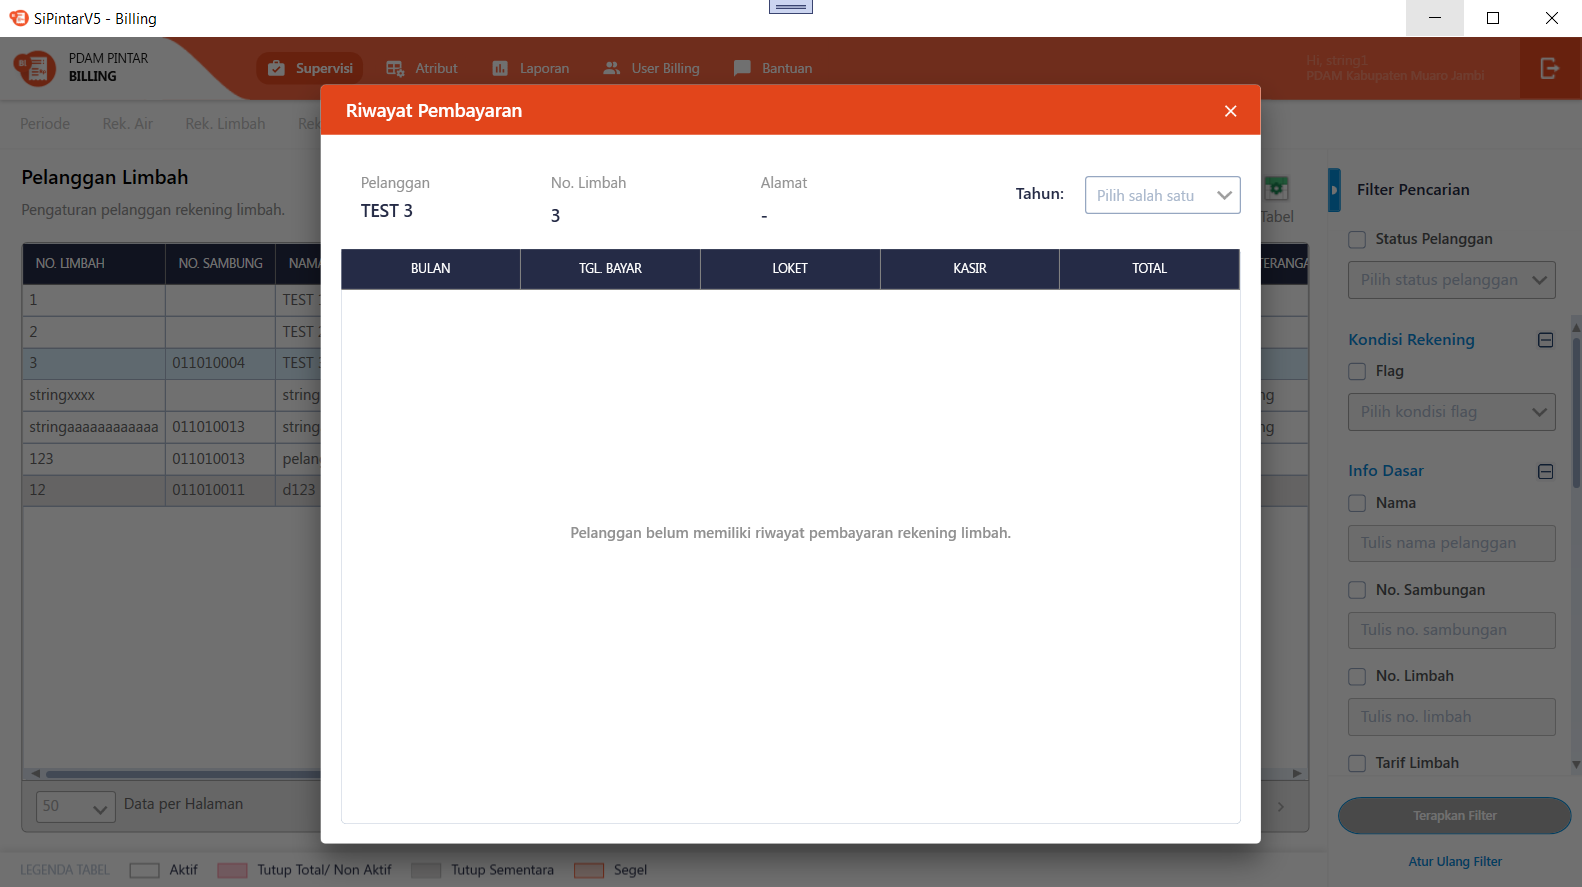 SiPintarV5 - Billing
PDAM PINTAR
BILLING
Supervisi
Atribut
Laporan
User Billing
Bantuan
Hi, string1
PDAM Kabupaten Muaro Jambi
Periode
Rek. Air
Rek. Limbah
Rek
Riwayat Pembayaran
Pelanggan Limbah
Pengaturan pelanggan rekening limbah.
Pelanggan
TEST 3
No. Limbah
3
Alamat
-
Tahun:
Pilih salah satu
BULAN
TGL. BAYAR
LOKET
KASIR
TOTAL
Pelanggan belum memiliki riwayat pembayaran rekening limbah.
NO. LIMBAH
NO. SAMBUNG
NAMA
TERANGA
1
TEST
2
TEST 2
3
011010004
TEST 3
stringxxxx
string
ng
stringaaaaaaaaaaaa
011010013
string
ng
123
011010013
pelan
12
011010011
d123
50
Data per Halaman
LEGENDA TABEL
Aktif
Tutup Total/ Non Aktif
Tutup Sementara
Segel
Tabel
Filter Pencarian
Status Pelanggan
Pilih status pelanggan
Kondisi Rekening
Flag
Pilih kondisi flag
Info Dasar
Nama
Tulis nama pelanggan
No. Sambungan
Tulis no. sambungan
No. Limbah
Tulis no. limbah
Tarif Limbah
Terapkan Filter
Atur Ulang Filter